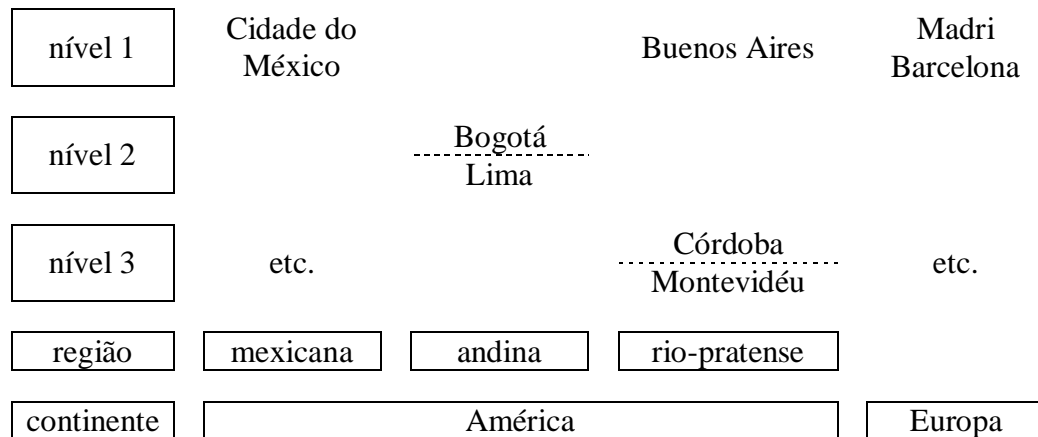 nível 1
Cidade do
México
Buenos Aires
Madri
Barcelona
nível 2
Bogotá
Lima
nível 3
etc.
Córdoba
Montevidéu
etc.
região
mexicana
andina
rio-pratense
continente
América
Europa